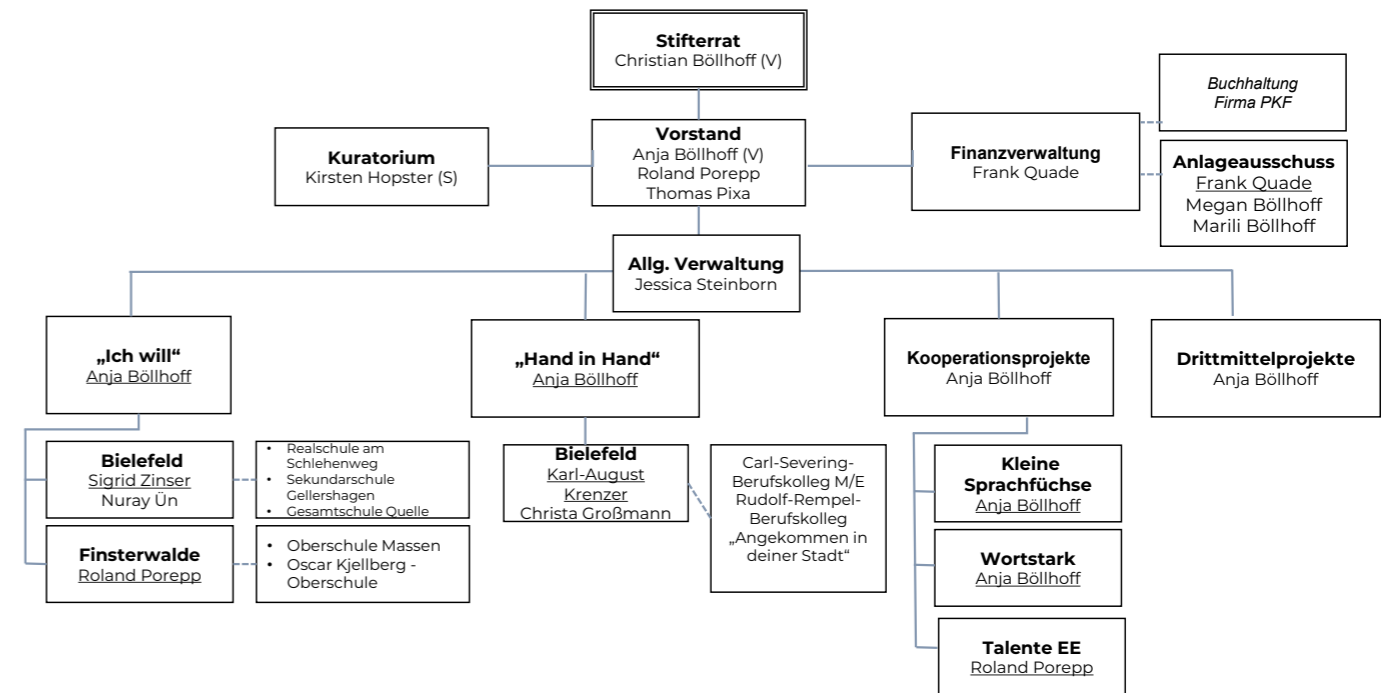 Stifterrat
Christian Böllhoff (V)
Buchhaltung
Firma PKF
Kuratorium
Kirsten Hopster (S)
Vorstand
Anja Böllhoff (V)
Roland Porepp
Thomas Pixa
Finanzverwaltung
Frank Quade
Anlageausschuss
Frank Quade
Megan Böllhoff
Marili Böllhoff
Allg. Verwaltung
Jessica Steinborn
„Ich will“
Anja Böllhoff
„Hand in Hand“
Anja Böllhoff
Kooperationsprojekte
Anja Böllhoff
Drittmittelprojekte
Anja Böllhoff
Bielefeld
Sigrid Zinser
Nuray Ün
• Realschule am
Schlehenweg
• Sekundarschule
Gellershagen
• Gesamtschule Quelle
Finsterwalde
Roland Porepp
• Oberschule Massen
• Oscar Kjellberg -
Oberschule
Bielefeld
Karl-August
Krenzer
Christa Großmann
Carl-Severing-
Berufskolleg M/E
Rudolf-Rempel-
Berufskolleg
„Angekommen in
deiner Stadt“
Kleine
Sprachfüchse
Anja Böllhoff
Wortstark
Anja Böllhoff
Talente EE
Roland Porepp